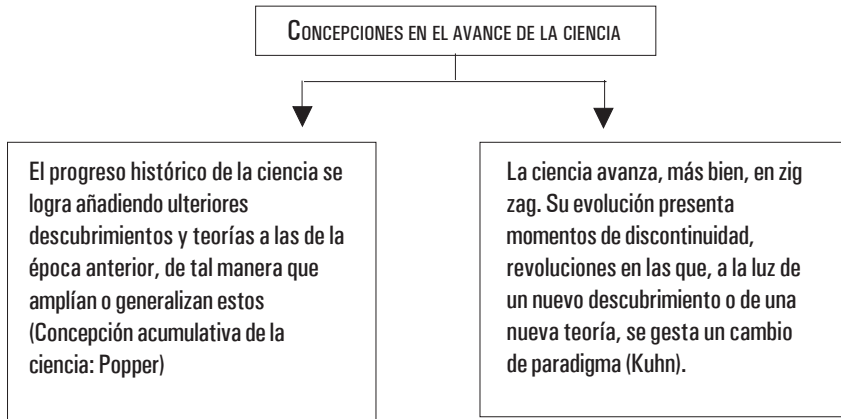 CONCEPCIONES EN EL AVANCE DE LA CIENCIA
El progreso histórico de la ciencia se
logra añadiendo ulteriores
descubrimientos y teorías a las de la
época anterior, de tal manera que
amplían o generalizan estos
(Concepción acumulativa de la
ciencia: Popper)
La ciencia avanza, más bien, en zig
zag. Su evolución presenta
momentos de discontinuidad,
revoluciones en las que, a la luz de
un nuevo descubrimiento o de una
nueva teoría, se gesta un cambio
de paradigma (Kuhn).